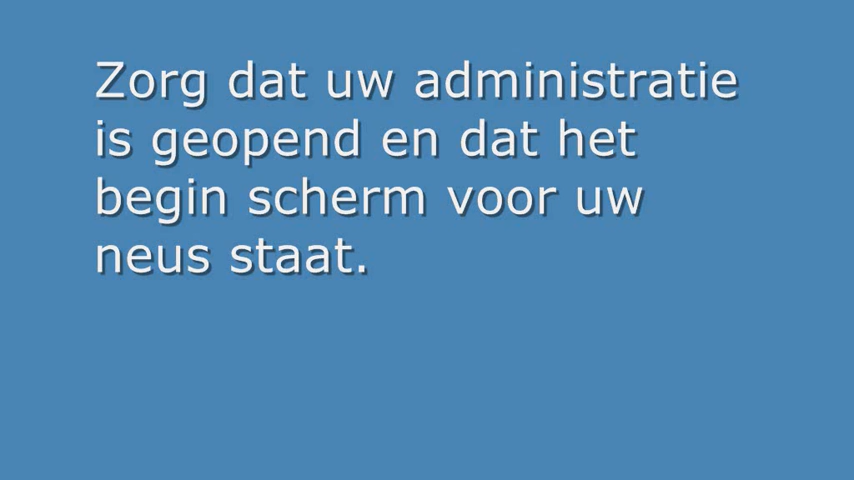 Zorg dat uw administratie
is geopend en dat het
begin scherm voor uw
neus staat.